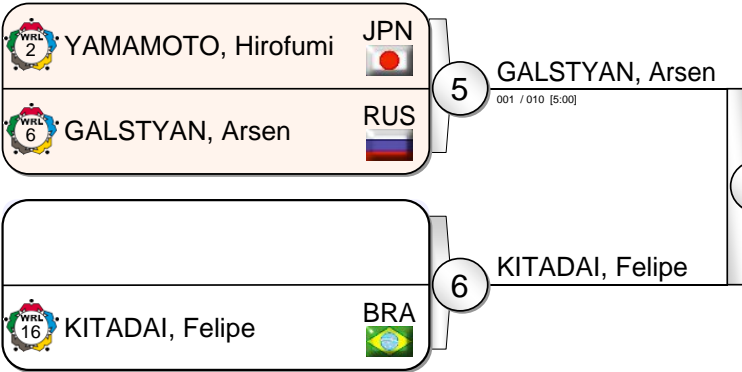 WRL
2
YAMAMOTO, Hirofumi
JPN
WRL
6
GALSTYAN, Arsen
RUS
5
GALSTYAN, Arsen
001 / 010 [5:00]
WRL
16
KITADAI, Felipe
BRA
6
KITADAI, Felipe